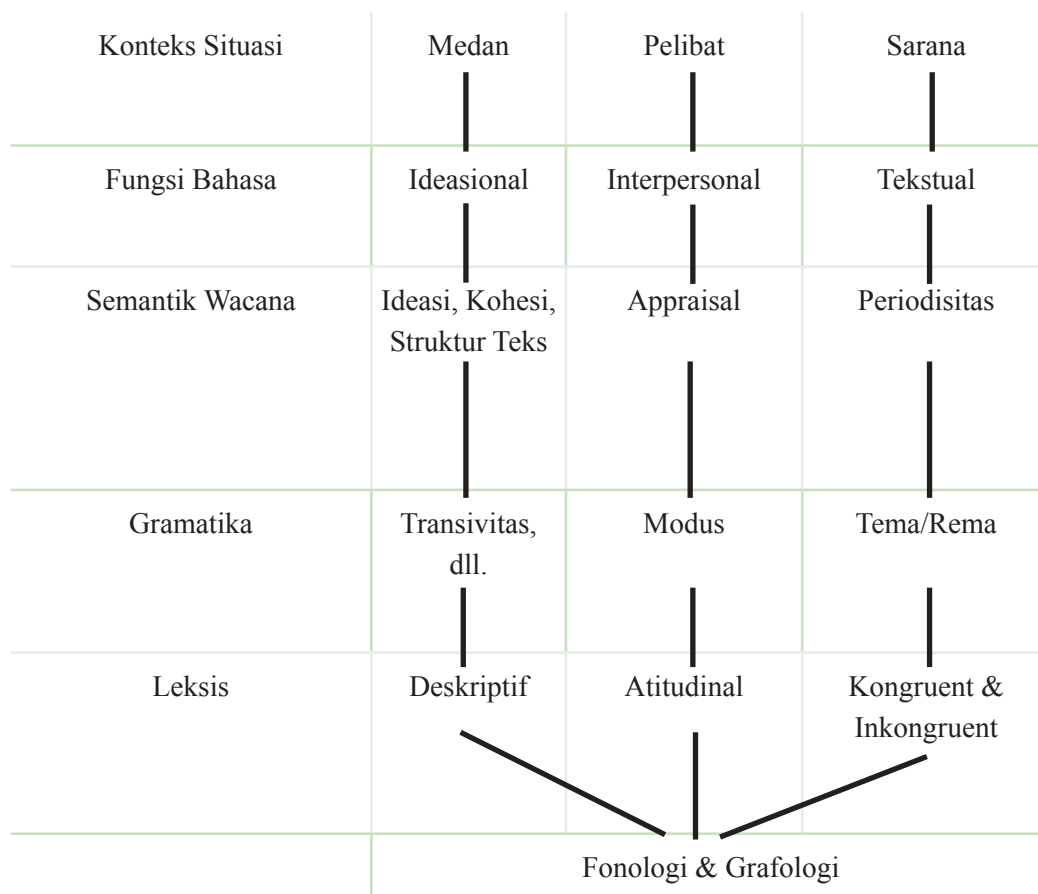 Konteks Situasi Medan Pelibat Sarana
Fungsi Bahasa Ideasional Interpersonal Tekstual
Semantik Wacana Ideasi, Kohesi, Appraisal Periodisitas
Struktur Teks
Gramatika Transivitas, Modus Tema/Rema
dll.
Leksis Deskriptif Atitudinal Kongruent &
Inkongruent
Fonologi & Grafologi